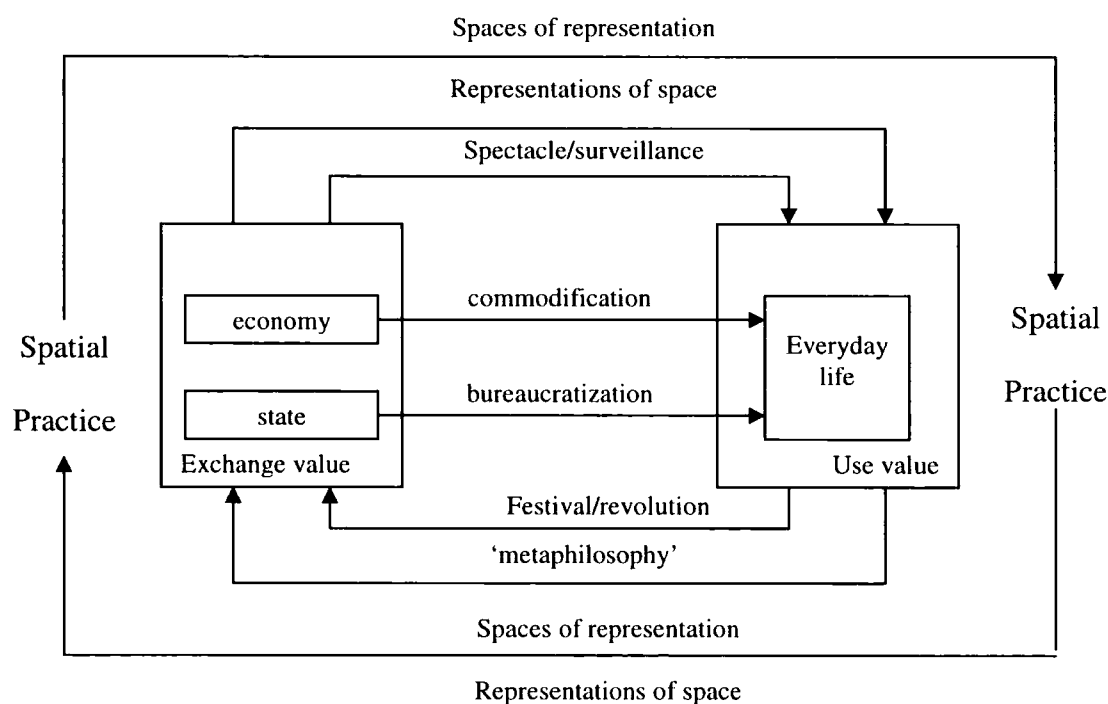 Spaces of representation
Representations of space
Spectacle/surveillance
commodification
economy
Everyday
life
bureaucratization
state
Exchange value
Use value
Spatial
Practice
Spatial
Practice
Festival/revolution
‘metaphilosophy’
Spaces of representation
Representations of space